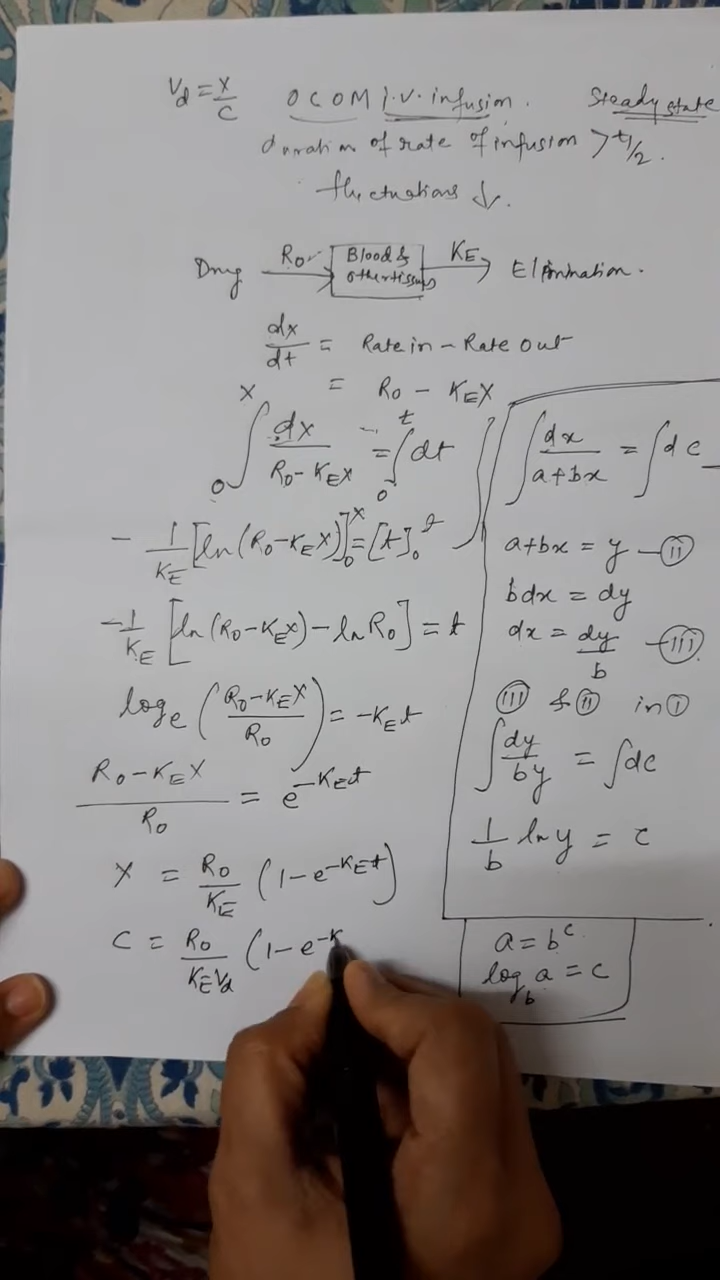 Vd = X/C   OCOM i.v. infusion.   Steady state
duration of rate of infusion > t1/2.
fluctuations ↓.
Drug R0 → Blood & other tissues KE → Elimination.
dx/dt = Rate in – Rate out
= R0 – KEX
∫₀ˣ dx/(R0 – KEX) = ∫₀ᵗ dt
– 1/KE [ln (R0 – KEX)]₀ˣ = [t]₀ᵗ
– 1/KE [ln (R0 – KEX) – ln R0] = t
loge ((R0 – KEX)/R0) = –KEt
(R0 – KEX)/R0 = e^(–KEt)
X = R0/KE (1 – e^(–KEt))
C = R0/(KEVd) (1 – e^(–K
∫ dx/(a+bx) = ∫ dc
a+bx = y — II
bdx = dy
dx = dy/b — III
III & II in I
∫ dy/(by) = ∫ dc
1/b ln y = c
a = b^c
log_b a = c